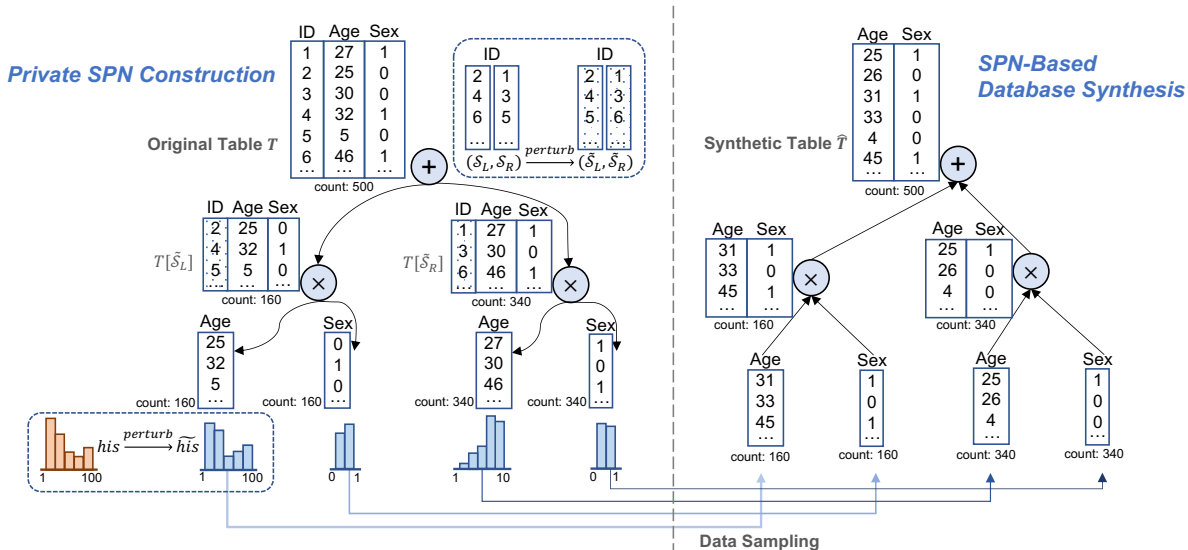 Private SPN Construction
Original Table T
ID Age Sex
1 27 1
2 25 0
3 30 0
4 32 1
5 5 0
6 46 1
... ... ...
count: 500
+
ID
2 1
4 3
6 5
... ...
(S_L, S_R)
perturb
ID
2 1
4 3
5 6
... ...
(S̃_L, S̃_R)
T[S̃_L]
ID Age Sex
2 25 0
4 32 1
5 5 0
... ... ...
count: 160
×
T[S̃_R]
ID Age Sex
1 27 1
3 30 0
6 46 1
... ... ...
count: 340
×
Age
25
32
5
...
count: 160
Sex
0
1
0
...
count: 160
Age
27
30
46
...
count: 340
Sex
1
0
1
...
count: 340
1 100
his
perturb
h̃is
1 100
0 1
1 10
0 1
SPN-Based
Database Synthesis
Synthetic Table T̂
Age Sex
25 1
26 0
31 1
33 0
4 0
45 1
... ...
count: 500
+
Age Sex
31 1
33 0
45 1
... ...
count: 160
×
Age Sex
25 1
26 0
4 0
... ...
count: 340
×
Age
31
33
45
...
count: 160
Sex
1
0
1
...
count: 160
Age
25
26
4
...
count: 340
Sex
1
0
0
...
count: 340
Data Sampling